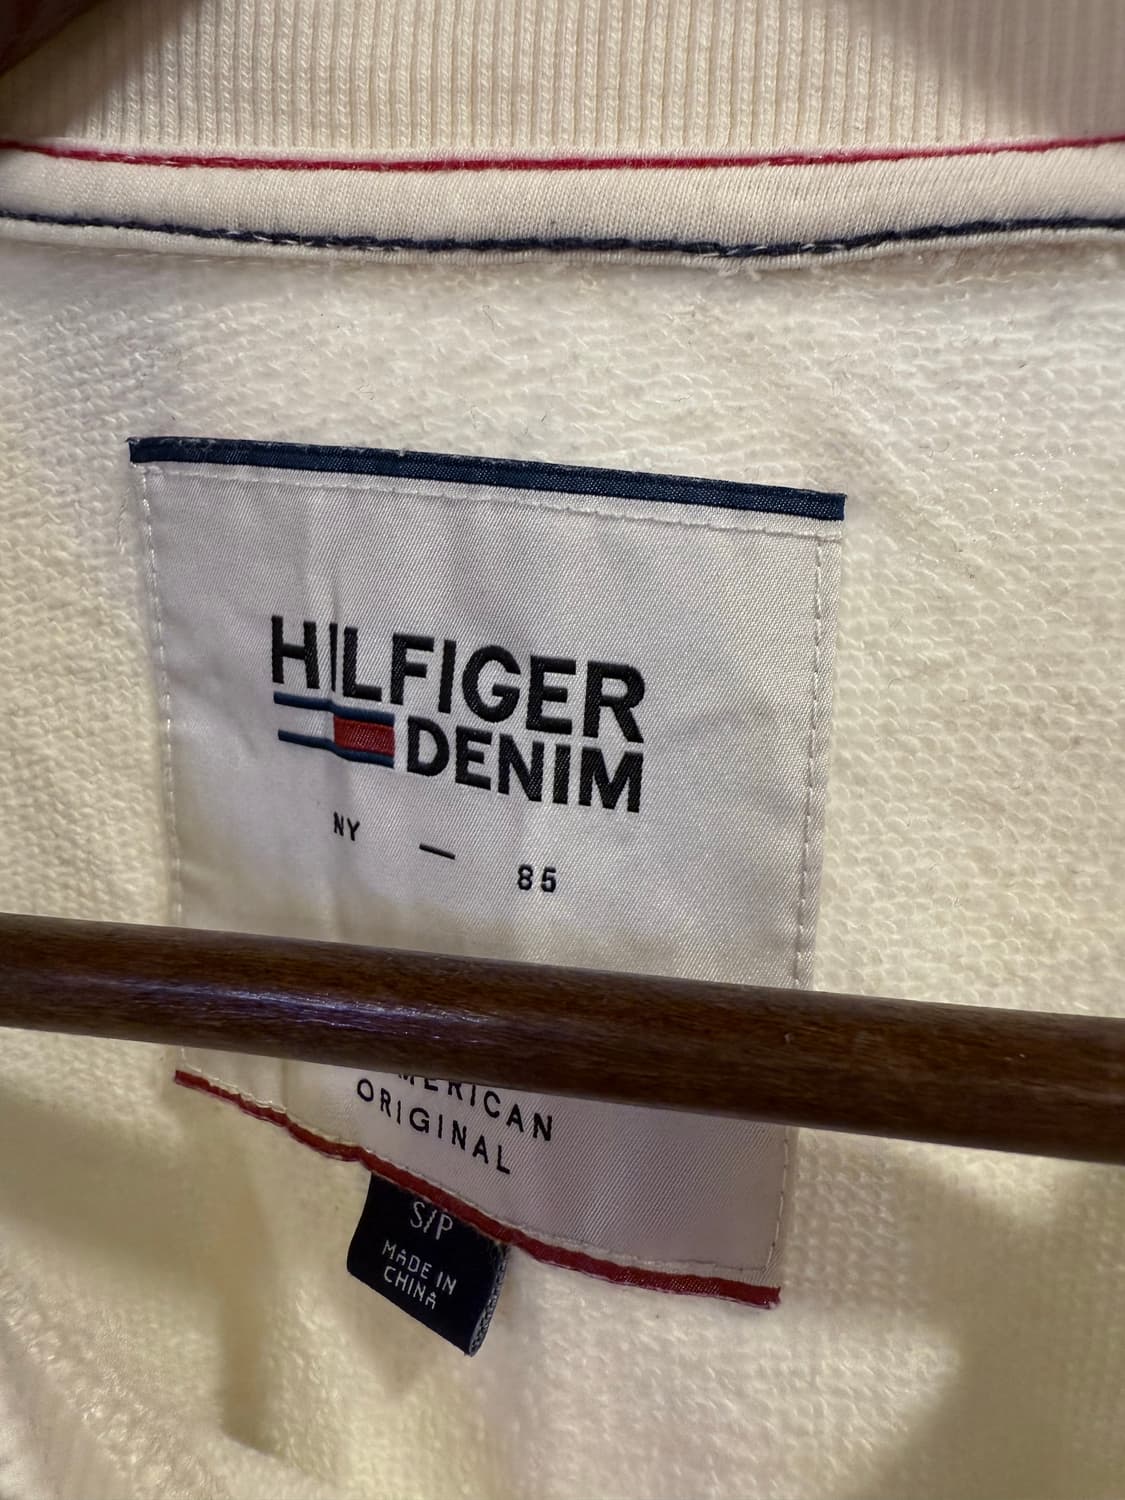 HILFIGER
DENIM
NY — 85
ORIGINAL
S/P
MADE IN
CHINA